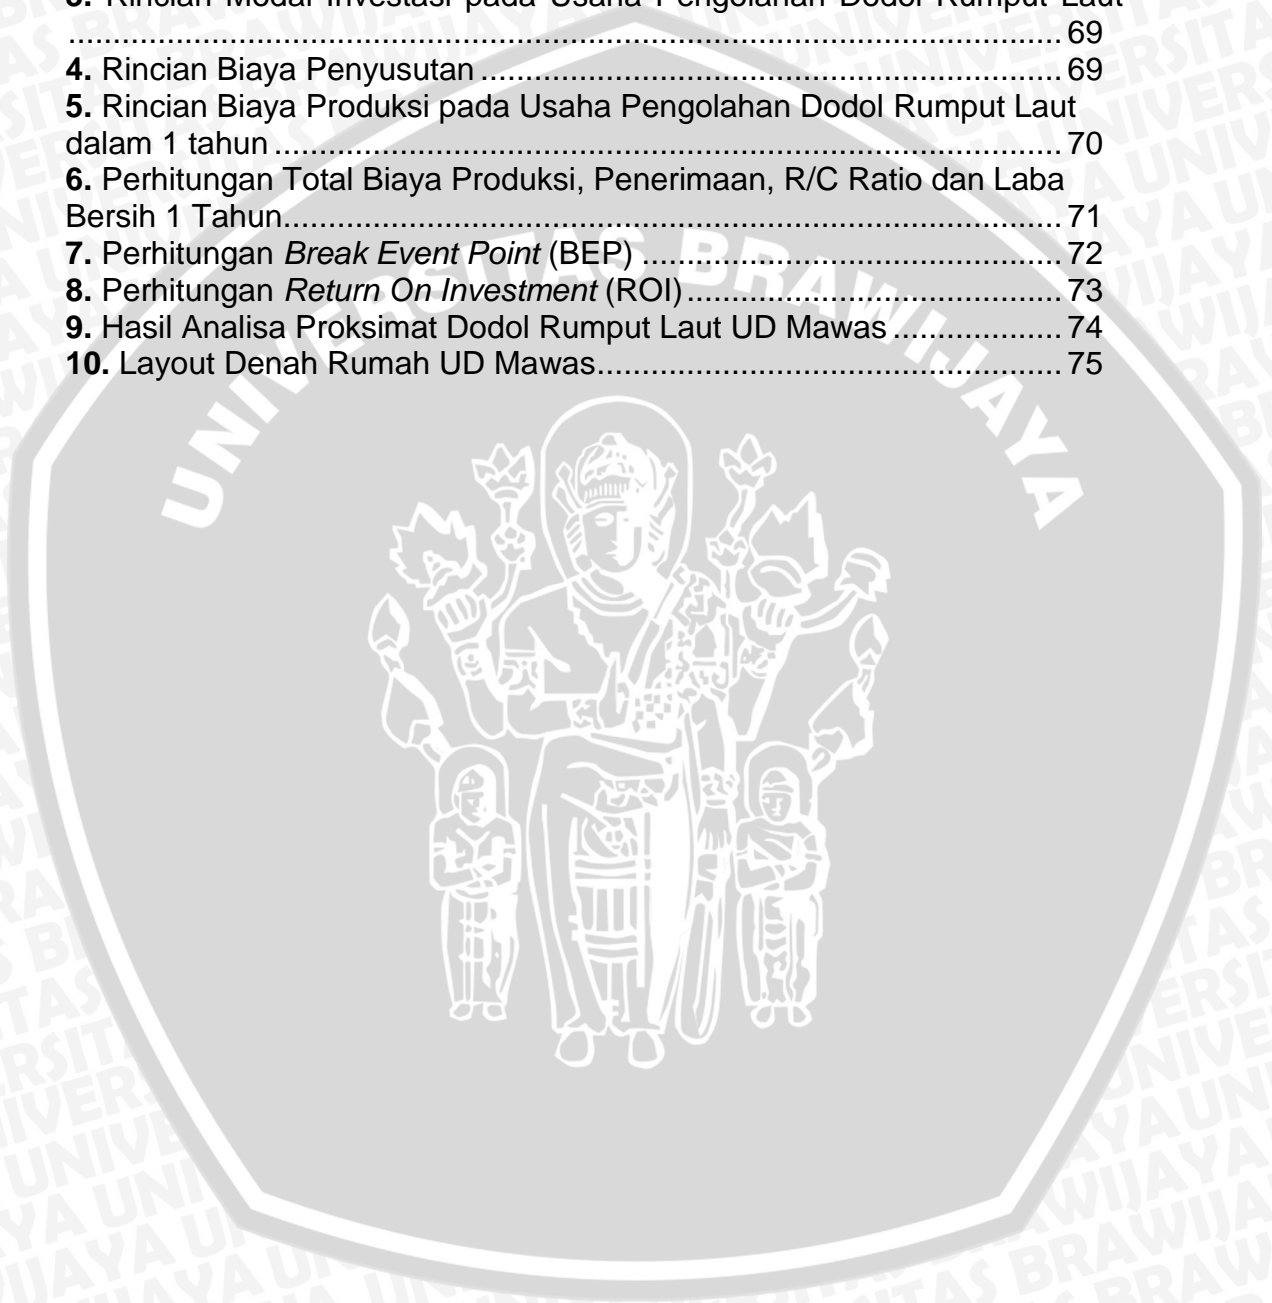 3. Rincian Modal Investasi pada Usaha Pengolahan Dodol Rumput Laut
........................................................................................................... 69
4. Rincian Biaya Penyusutan ................................................................ 69
5. Rincian Biaya Produksi pada Usaha Pengolahan Dodol Rumput Laut
dalam 1 tahun ....................................................................................... 70
6. Perhitungan Total Biaya Produksi, Penerimaan, R/C Ratio dan Laba
Bersih 1 Tahun...................................................................................... 71
7. Perhitungan Break Event Point (BEP) .............................................. 72
8. Perhitungan Return On Investment (ROI) ......................................... 73
9. Hasil Analisa Proksimat Dodol Rumput Laut UD Mawas .................. 74
10. Layout Denah Rumah UD Mawas................................................... 75
UNIVERSITAS BRAWIJAYA